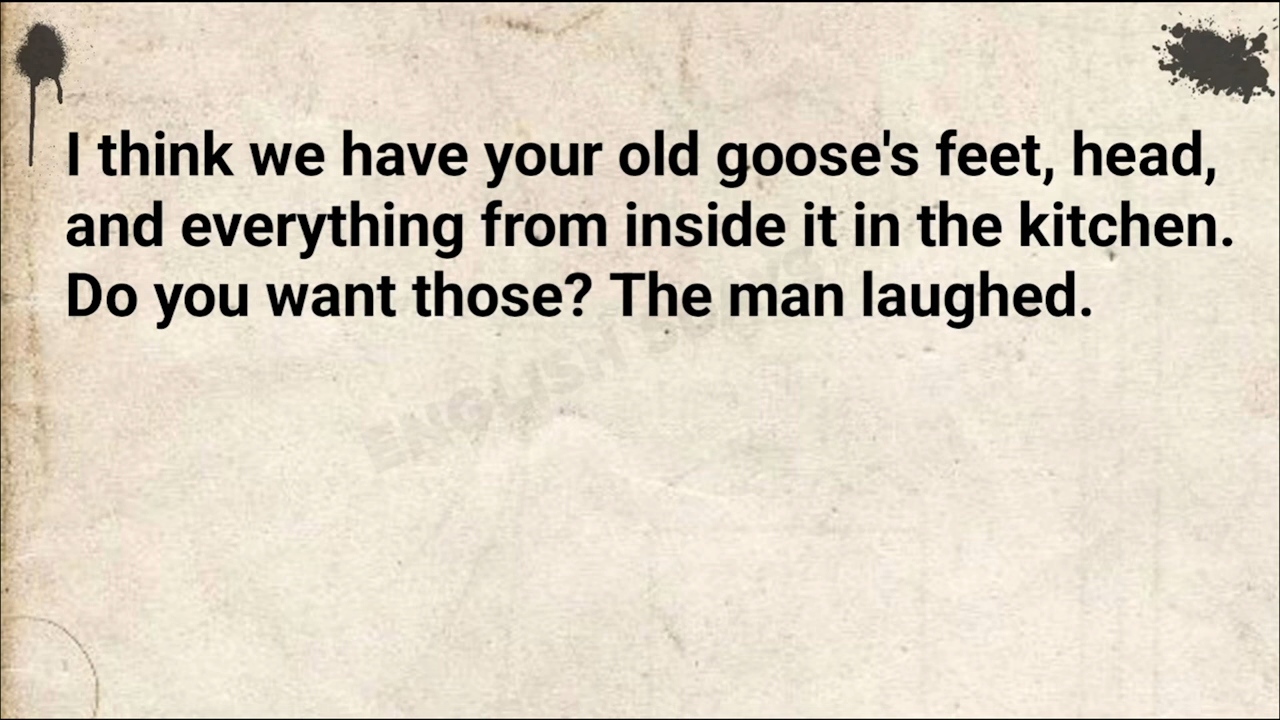 I think we have your old goose's feet, head,
and everything from inside it in the kitchen.
Do you want those? The man laughed.
ENGLISH